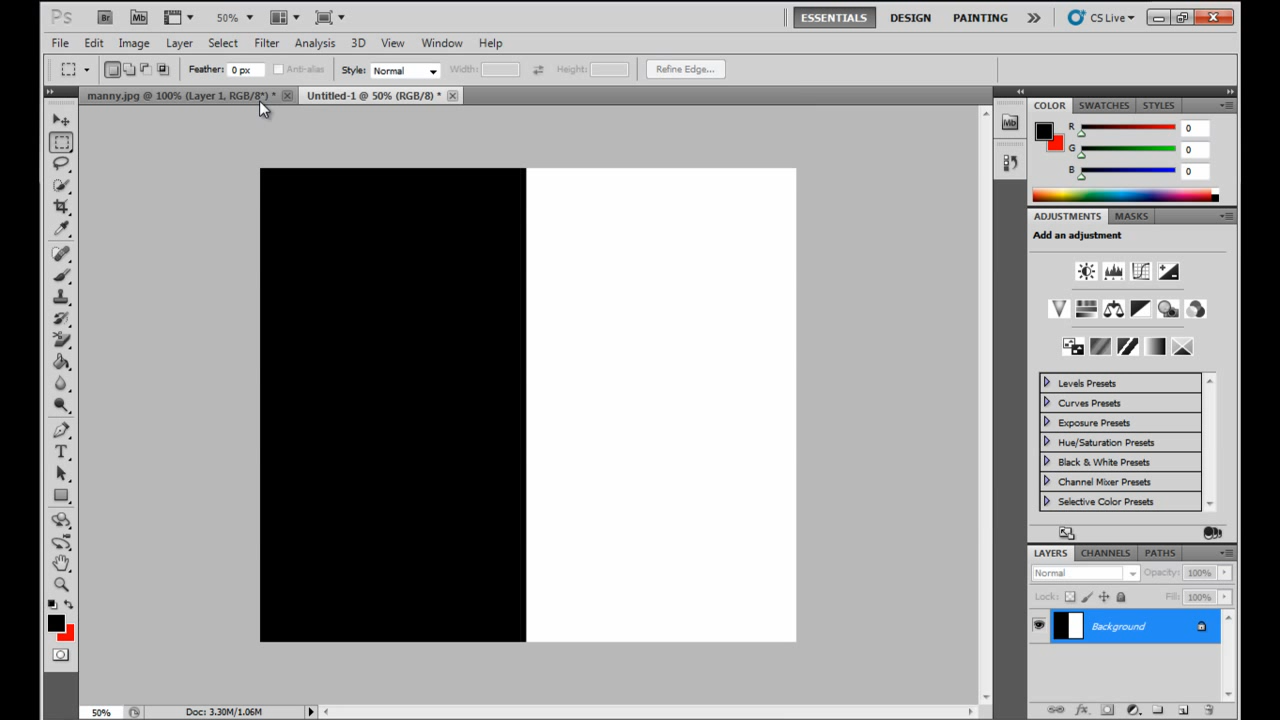 Ps Br Mb 50% ESSENTIALS DESIGN PAINTING CS Live
File Edit Image Layer Select Filter Analysis 3D View Window Help
Feather: 0 px Anti-alias Style: Normal Width: Height: Refine Edge...
manny.jpg @ 100% (Layer 1, RGB/8*) * Untitled-1 @ 50% (RGB/8) *
COLOR SWATCHES STYLES
Mb
R 0
G 0
B 0
ADJUSTMENTS MASKS
Add an adjustment
Levels Presets
Curves Presets
Exposure Presets
Hue/Saturation Presets
Black & White Presets
Channel Mixer Presets
Selective Color Presets
T
LAYERS CHANNELS PATHS
Normal Opacity: 100%
Lock: Fill: 100%
Background
fx
50% Doc: 3.30M/1.06M